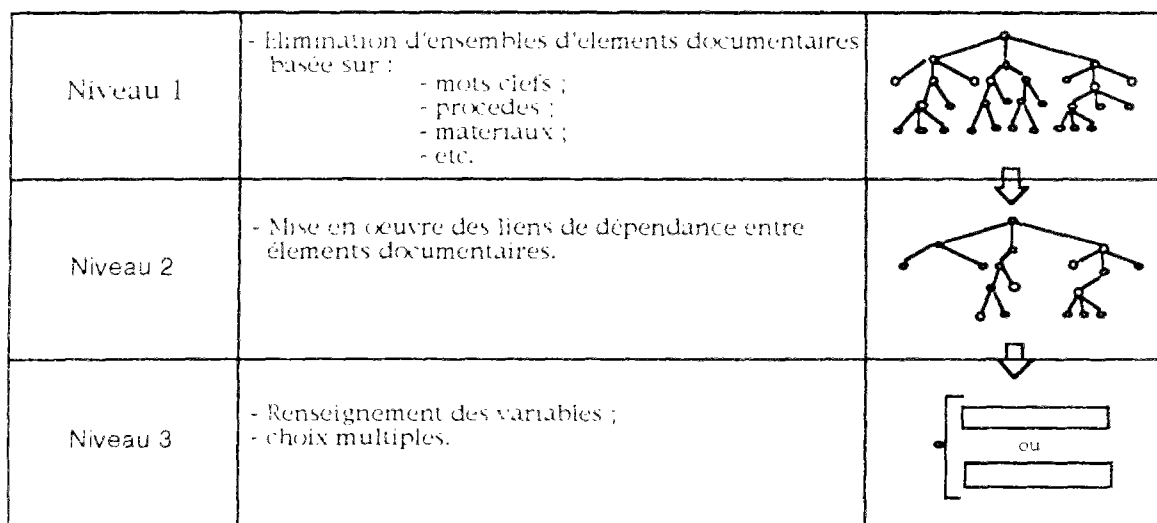 Niveau 1
- Elimination d'ensembles d'elements documentaires
basée sur :
- mots clefs ;
- procedes ;
- materiaux ;
- etc.
Niveau 2
- Mise en oeuvre des liens de dépendance entre
élements documentaires.
Niveau 3
- Renseignement des variables ;
- choix multiples.
ou